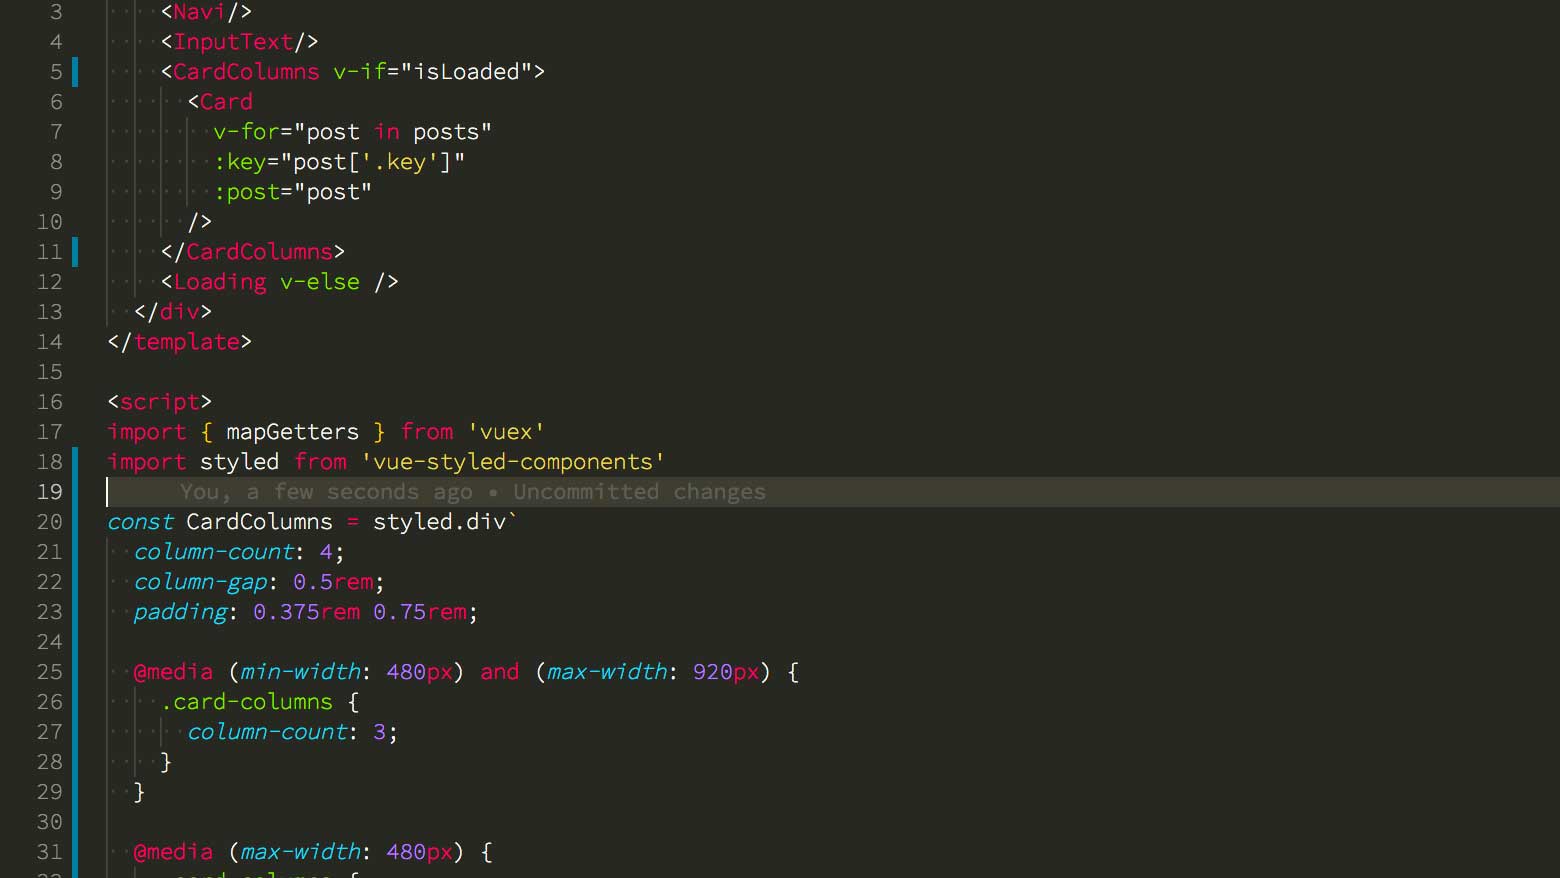 3 <Navi/>
4 <InputText/>
5 <CardColumns v-if="isLoaded">
6 <Card
7 v-for="post in posts"
8 :key="post['.key']"
9 :post="post"
10 />
11 </CardColumns>
12 <Loading v-else />
13 </div>
14 </template>
15
16 <script>
17 import { mapGetters } from 'vuex'
18 import styled from 'vue-styled-components'
19 You, a few seconds ago • Uncommitted changes
20 const CardColumns = styled.div`
21 column-count: 4;
22 column-gap: 0.5rem;
23 padding: 0.375rem 0.75rem;
24
25 @media (min-width: 480px) and (max-width: 920px) {
26 .card-columns {
27 column-count: 3;
28 }
29 }
30
31 @media (max-width: 480px) {